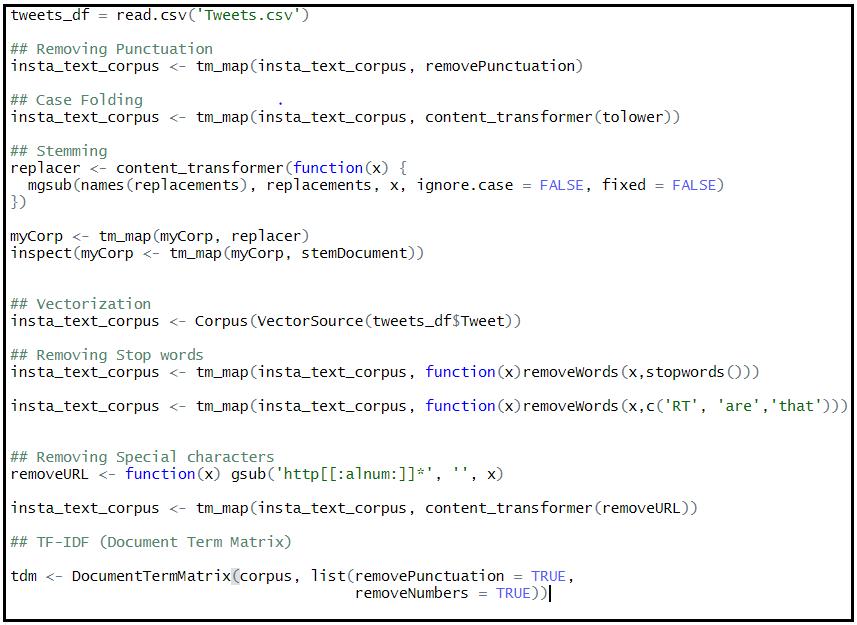 tweets_df = read.csv('Tweets.csv')
## Removing Punctuation
insta_text_corpus <- tm_map(insta_text_corpus, removePunctuation)
## Case Folding
insta_text_corpus <- tm_map(insta_text_corpus, content_transformer(tolower))
## Stemming
replacer <- content_transformer(function(x) {
  mgsub(names(replacements), replacements, x, ignore.case = FALSE, fixed = FALSE)
})
myCorp <- tm_map(myCorp, replacer)
inspect(myCorp <- tm_map(myCorp, stemDocument))
## Vectorization
insta_text_corpus <- Corpus(VectorSource(tweets_df$Tweet))
## Removing Stop words
insta_text_corpus <- tm_map(insta_text_corpus, function(x)removeWords(x,stopwords()))
insta_text_corpus <- tm_map(insta_text_corpus, function(x)removeWords(x,c('RT', 'are','that')))
## Removing Special characters
removeURL <- function(x) gsub('http[[:alnum:]]*', '', x)
insta_text_corpus <- tm_map(insta_text_corpus, content_transformer(removeURL))
## TF-IDF (Document Term Matrix)
tdm <- DocumentTermMatrix(corpus, list(removePunctuation = TRUE,
                                       removeNumbers = TRUE))